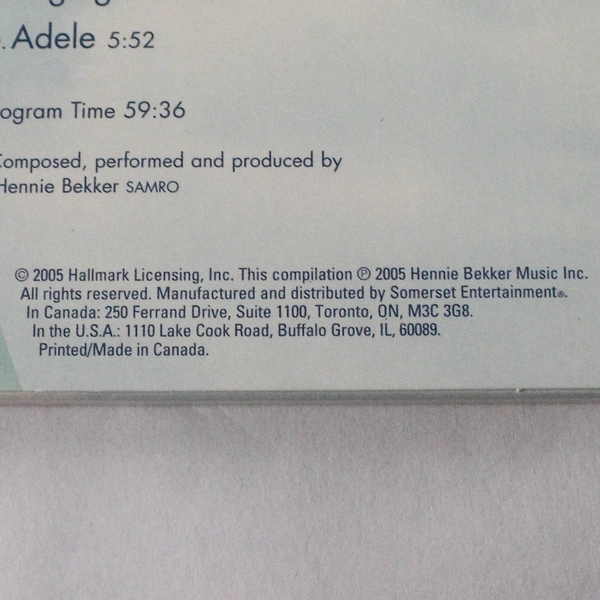 . Adele 5:52
ogram Time 59:36
Composed, performed and produced by
Hennie Bekker SAMRO
© 2005 Hallmark Licensing, Inc. This compilation ℗ 2005 Hennie Bekker Music Inc.
All rights reserved. Manufactured and distributed by Somerset Entertainment®.
In Canada: 250 Ferrand Drive, Suite 1100, Toronto, ON, M3C 3G8.
In the U.S.A.: 1110 Lake Cook Road, Buffalo Grove, IL, 60089.
Printed/Made in Canada.